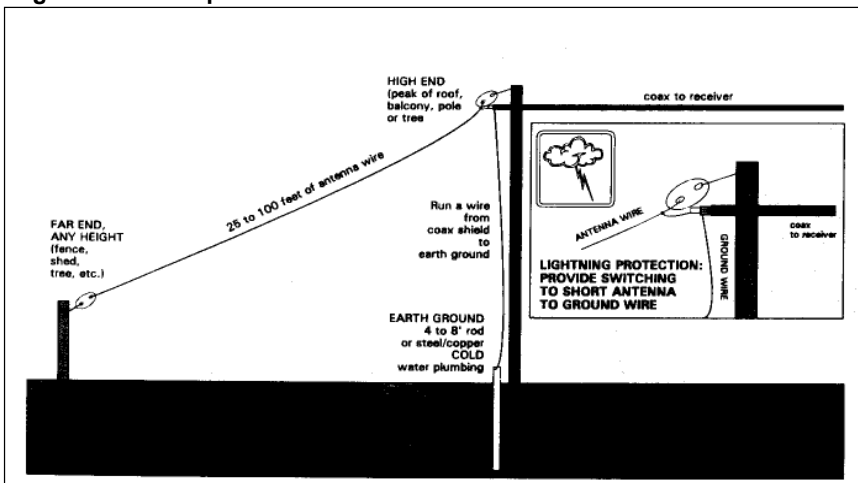 HIGH END
(peak of roof,
balcony, pole
or tree
coax to receiver
25 to 100 feet of antenna wire
FAR END,
ANY HEIGHT
(fence,
shed,
tree, etc.)
Run a wire
from
coax shield
to
earth ground
EARTH GROUND
4 to 8' rod
or steel/copper
COLD
water plumbing
ANTENNA WIRE
coax
to receiver
GROUND WIRE
LIGHTNING PROTECTION:
PROVIDE SWITCHING
TO SHORT ANTENNA
TO GROUND WIRE